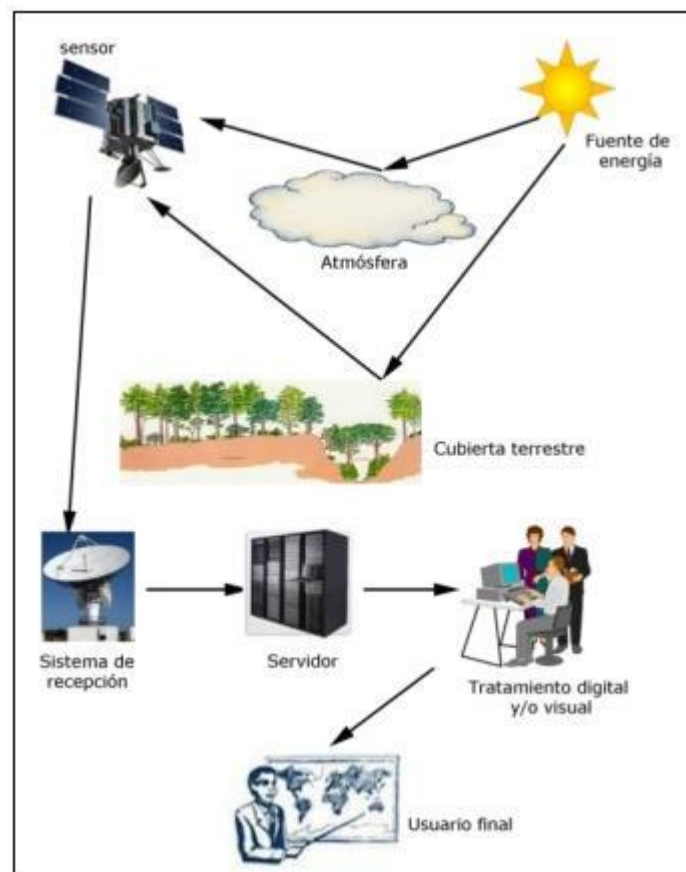 sensor
Fuente de
energía
Atmósfera
Cubierta terrestre
Sistema de
recepción
Servidor
Tratamiento digital
y/o visual
Usuario final